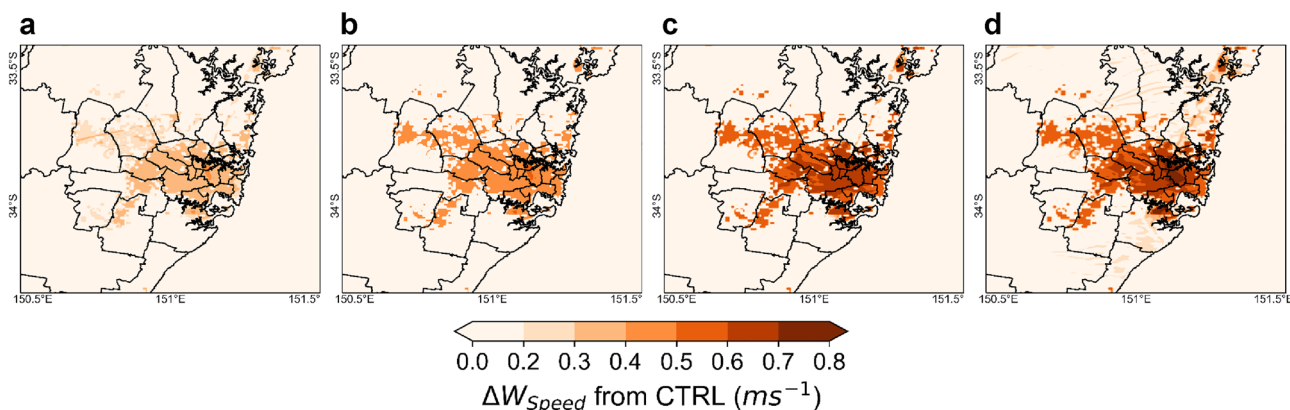 a b c d
33.5°S 33.5°S 33.5°S 33.5°S
34°S 34°S 34°S 34°S
150.5°E 151°E 151.5°E 150.5°E 151°E 151.5°E 150.5°E 151°E 151.5°E 150.5°E 151°E 151.5°E
0.0 0.2 0.3 0.4 0.5 0.6 0.7 0.8
ΔW_Speed from CTRL (ms⁻¹)